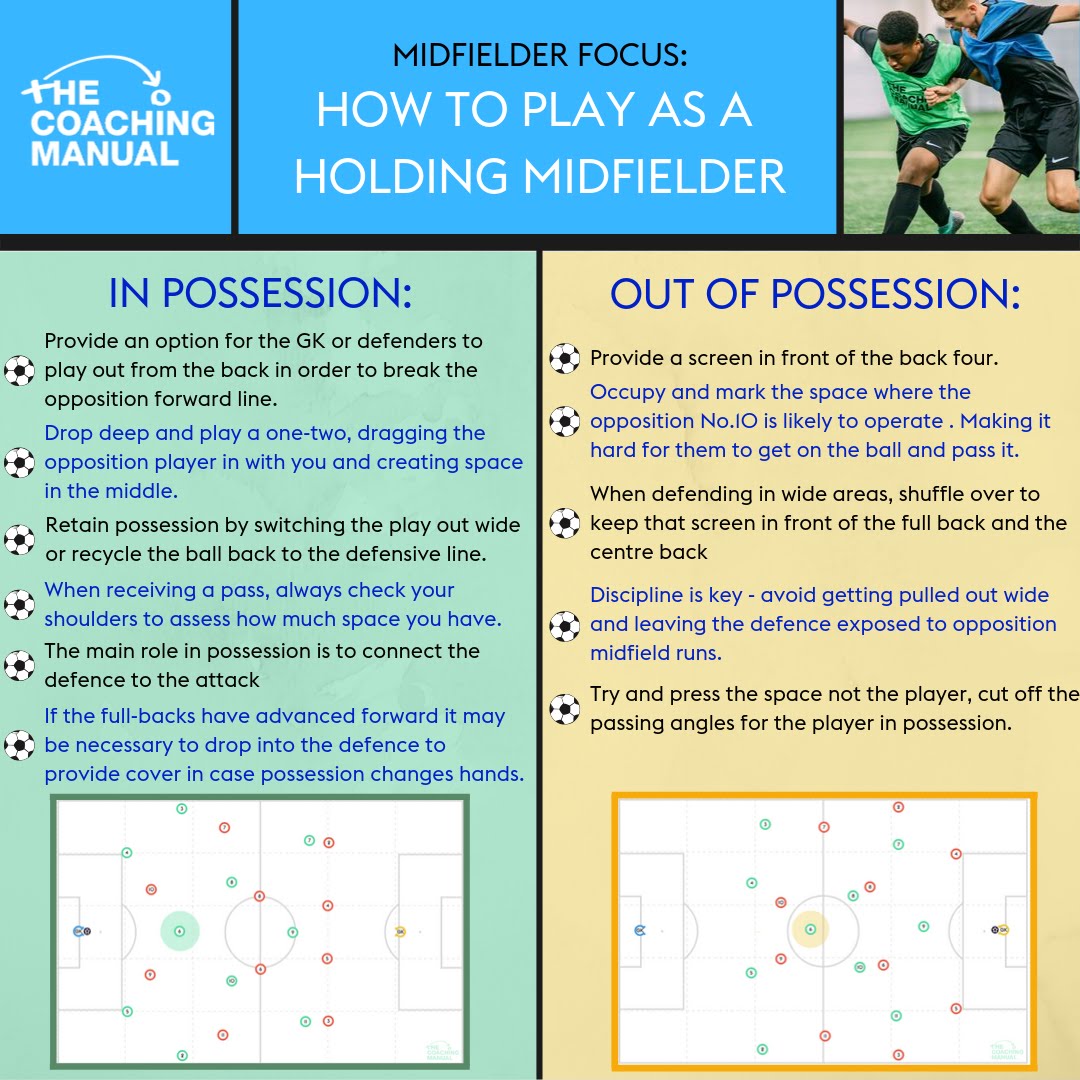 THE
COACHING
MANUAL
MIDFIELDER FOCUS:
HOW TO PLAY AS A
HOLDING MIDFIELDER
IN POSSESSION:
Provide an option for the GK or defenders to
play out from the back in order to break the
opposition forward line.
Drop deep and play a one-two, dragging the
opposition player in with you and creating space
in the middle.
Retain possession by switching the play out wide
or recycle the ball back to the defensive line.
When receiving a pass, always check your
shoulders to assess how much space you have.
The main role in possession is to connect the
defence to the attack
If the full-backs have advanced forward it may
be necessary to drop into the defence to
provide cover in case possession changes hands.
OUT OF POSSESSION:
Provide a screen in front of the back four.
Occupy and mark the space where the
opposition No.10 is likely to operate . Making it
hard for them to get on the ball and pass it.
When defending in wide areas, shuffle over to
keep that screen in front of the full back and the
centre back
Discipline is key - avoid getting pulled out wide
and leaving the defence exposed to opposition
midfield runs.
Try and press the space not the player, cut off the
passing angles for the player in possession.
THE
COACHING
MANUAL
THE
COACHING
MANUAL